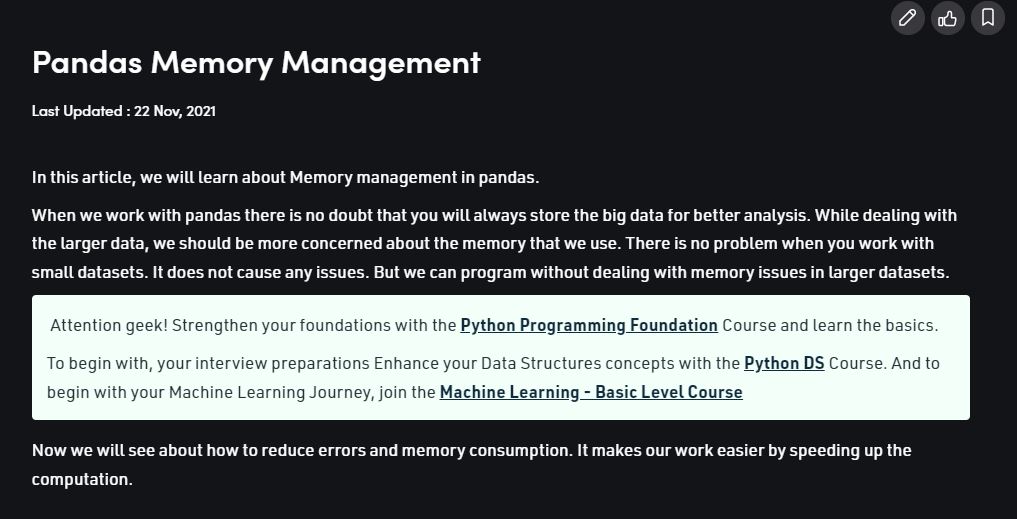 Pandas Memory Management
Last Updated : 22 Nov, 2021
In this article, we will learn about Memory management in pandas.
When we work with pandas there is no doubt that you will always store the big data for better analysis. While dealing with
the larger data, we should be more concerned about the memory that we use. There is no problem when you work with
small datasets. It does not cause any issues. But we can program without dealing with memory issues in larger datasets.
Attention geek! Strengthen your foundations with the Python Programming Foundation Course and learn the basics.
To begin with, your interview preparations Enhance your Data Structures concepts with the Python DS Course. And to
begin with your Machine Learning Journey, join the Machine Learning - Basic Level Course
Now we will see about how to reduce errors and memory consumption. It makes our work easier by speeding up the
computation.